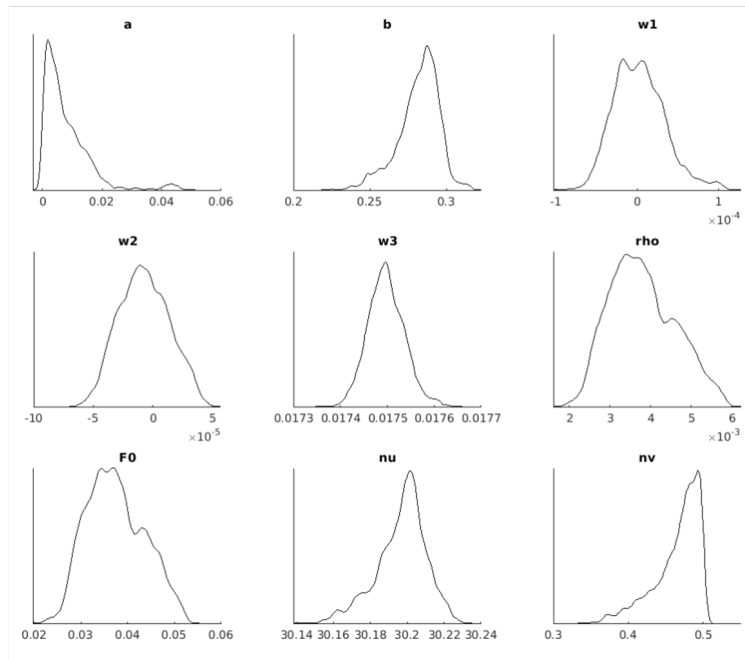 a b w1
0 0.02 0.04 0.06 0.2 0.25 0.3 -1 0 1
×10⁻⁴
w2 w3 rho
-10 -5 0 5 0.0173 0.0174 0.0175 0.0176 0.0177 2 3 4 5 6
×10⁻⁵ ×10⁻³
F0 nu nv
0.02 0.03 0.04 0.05 0.06 30.14 30.16 30.18 30.2 30.22 30.24 0.3 0.4 0.5